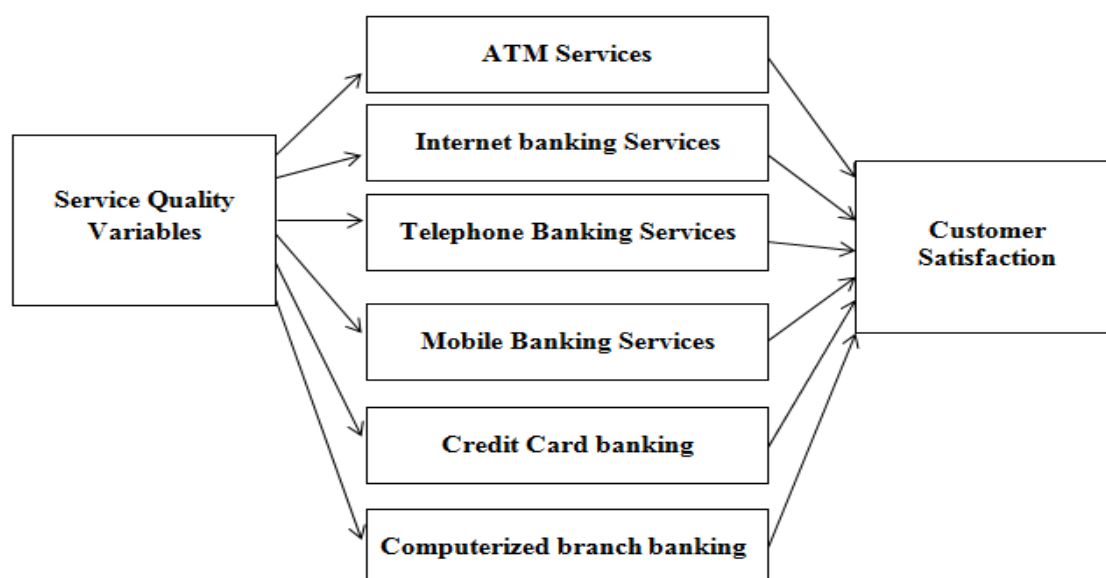 ATM Services
Internet banking Services
Service Quality
Variables
Telephone Banking Services
Customer
Satisfaction
Mobile Banking Services
Credit Card banking
Computerized branch banking